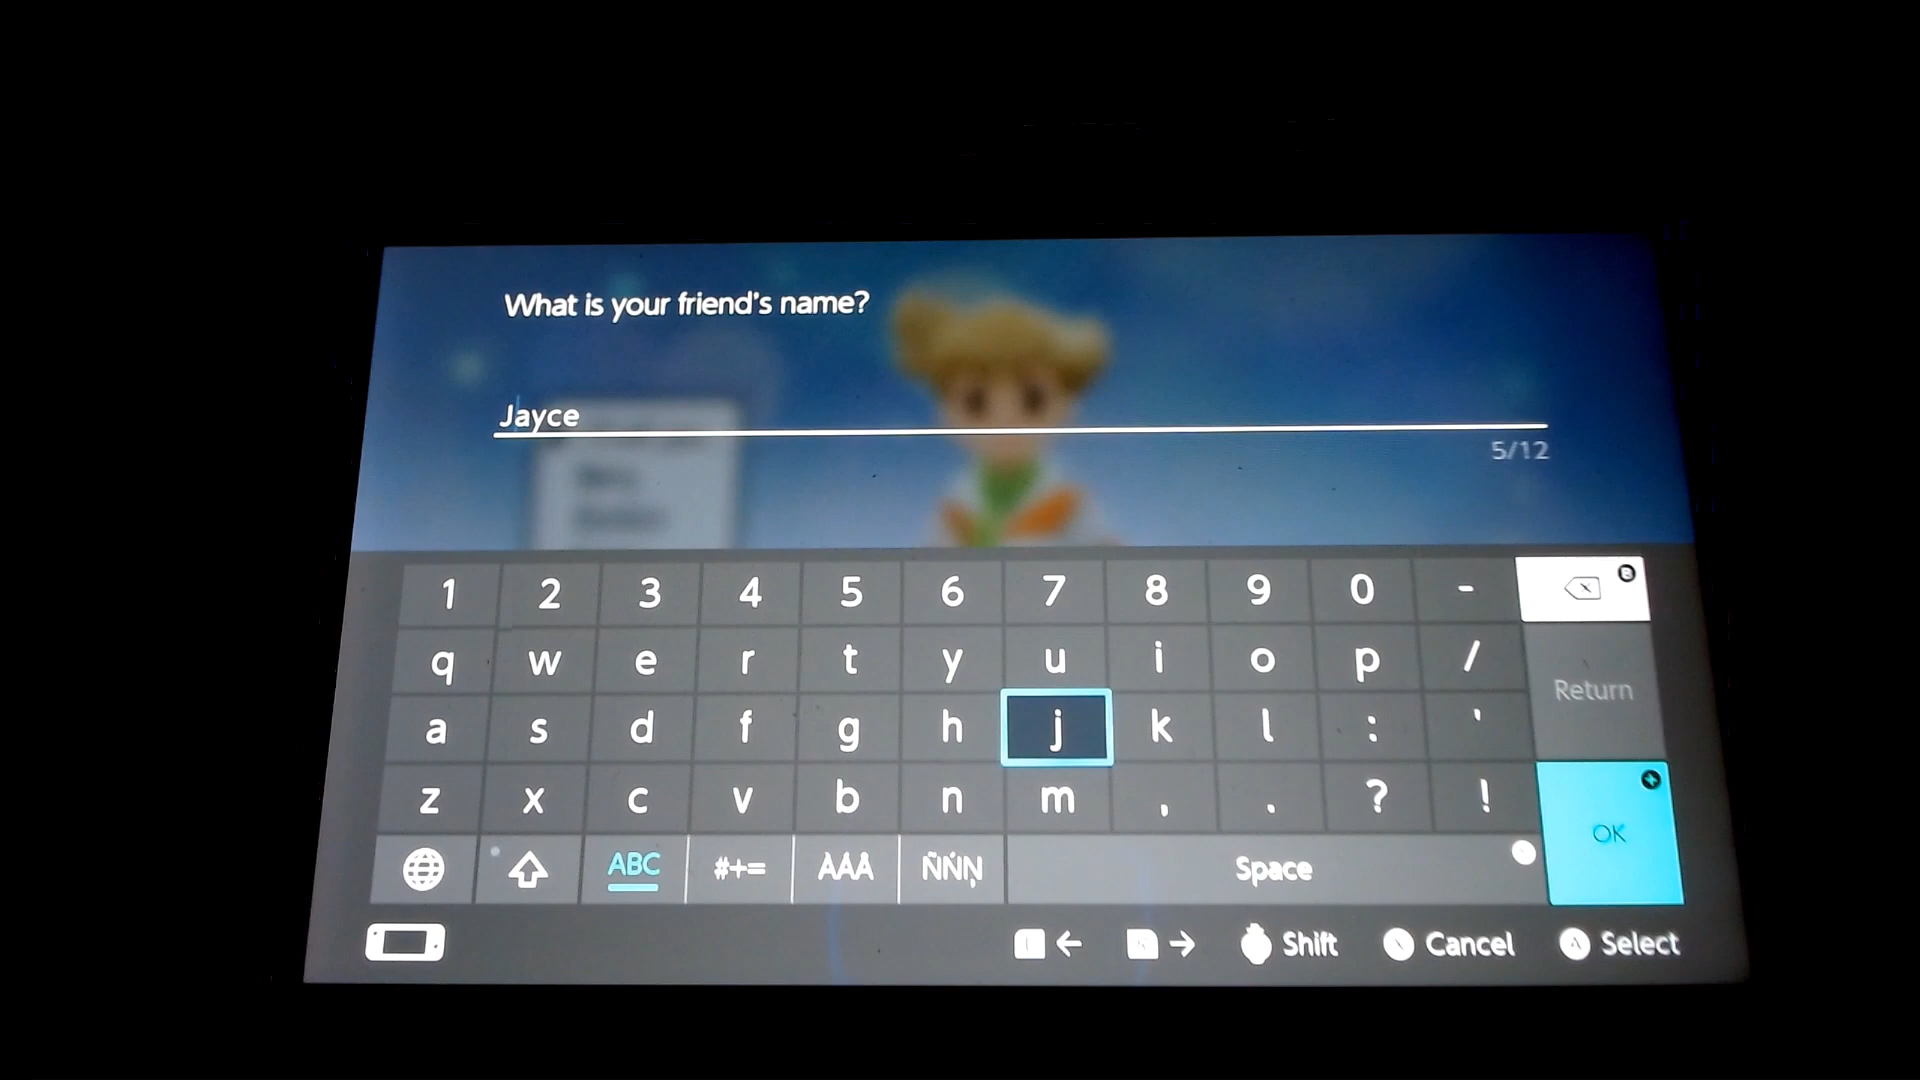 What is your friend's name?
Jayce
5/12
1 2 3 4 5 6 7 8 9 0 -
q w e r t y u i o p / Return
a s d f g h j k l : '
z x c v b n m , . ? ! OK
ABC #+= ÀÁÂ ÑŃŅ Space
← → Shift Cancel Select